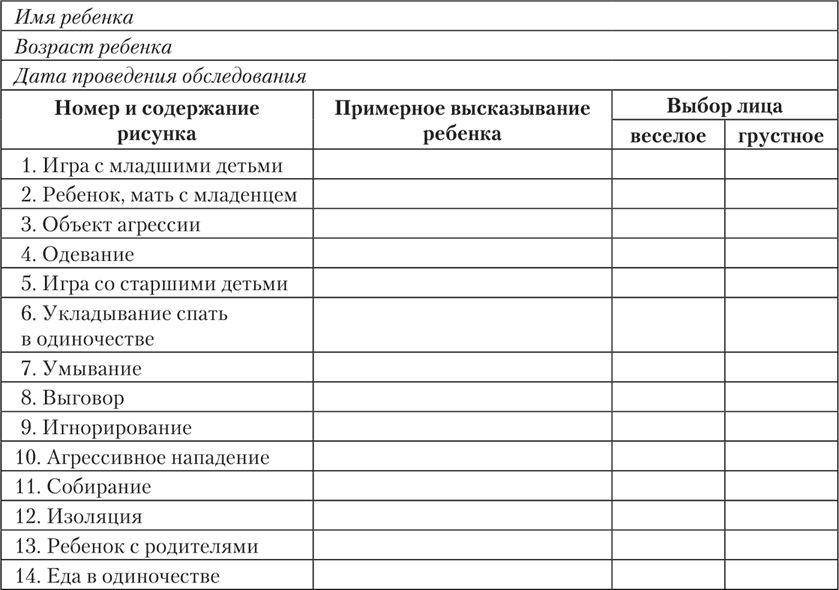 Имя ребенка
Возраст ребенка
Дата проведения обследования
Номер и содержание рисунка
Примерное высказывание ребенка
Выбор лица
веселое
грустное
1. Игра с младшими детьми
2. Ребенок, мать с младенцем
3. Объект агрессии
4. Одевание
5. Игра со старшими детьми
6. Укладывание спать
в одиночестве
7. Умывание
8. Выговор
9. Игнорирование
10. Агрессивное нападение
11. Собирание
12. Изоляция
13. Ребенок с родителями
14. Еда в одиночестве